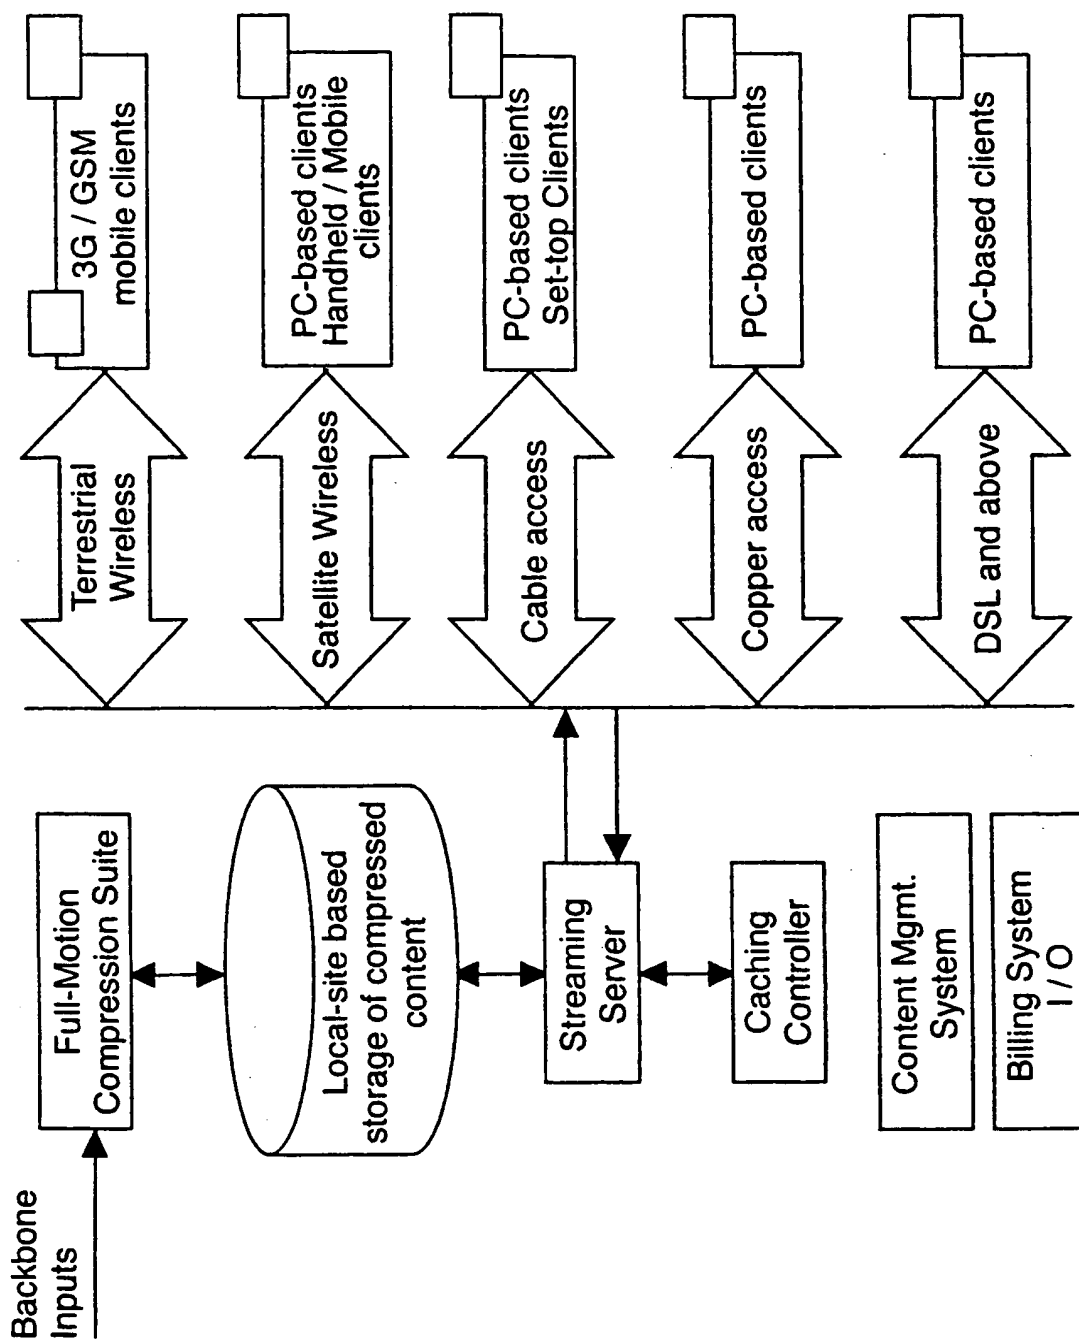 Backbone
Inputs
Full-Motion
Compression Suite
Local-site based
storage of compressed
content
Streaming
Server
Caching
Controller
Content Mgmt.
System
Billing System
I / O
Terrestrial
Wireless
Satellite Wireless
Cable access
Copper access
DSL and above
3G / GSM
mobile clients
PC-based clients
Handheld / Mobile
clients
PC-based clients
Set-top Clients
PC-based clients
PC-based clients